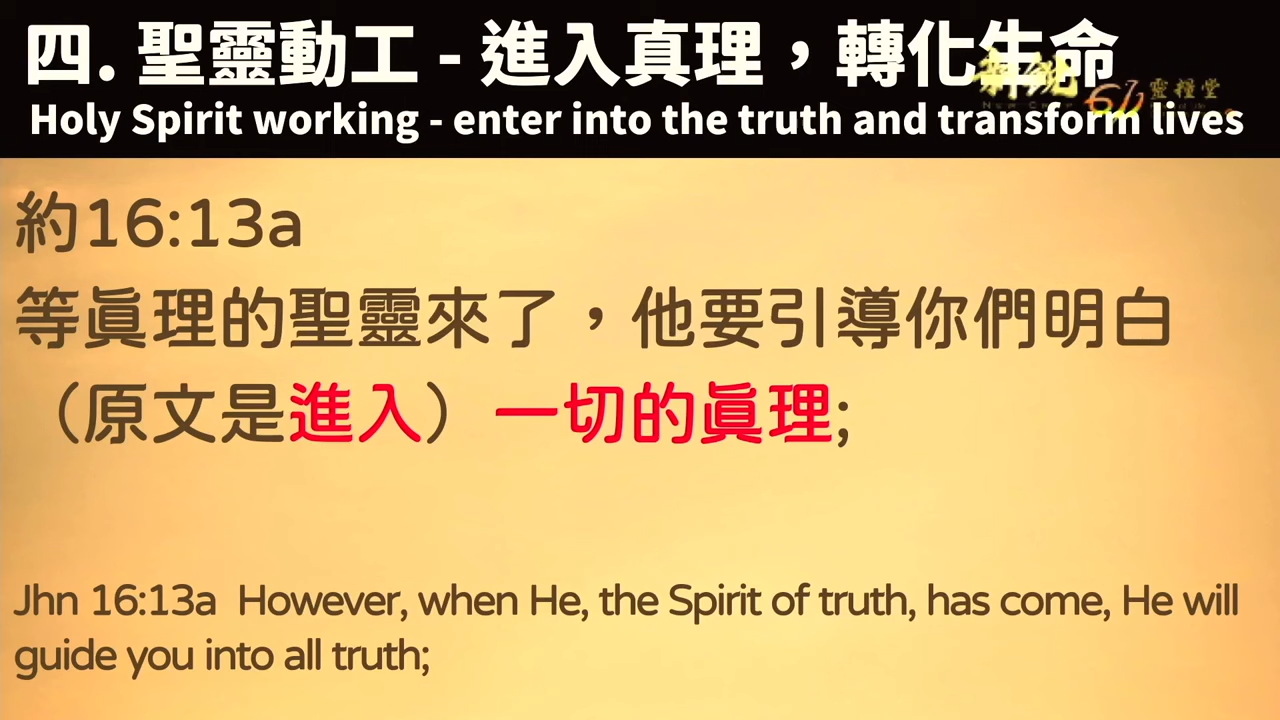 四. 聖靈動工 - 進入真理，轉化生命
Holy Spirit working - enter into the truth and transform lives
靈糧堂
約16:13a
等眞理的聖靈來了，他要引導你們明白
（原文是進入）一切的眞理;
Jhn 16:13a However, when He, the Spirit of truth, has come, He will
guide you into all truth;